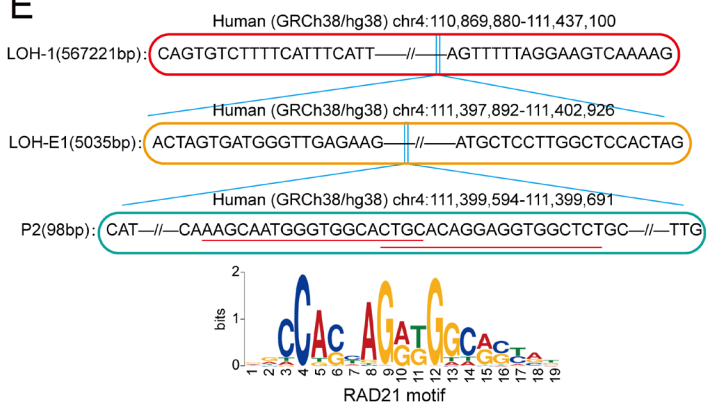 E
Human (GRCh38/hg38) chr4:110,869,880-111,437,100
LOH-1(567221bp): CAGTGTCTTTTCATTTCATT—//—AGTTTTTAGGAAGTCAAAAG
Human (GRCh38/hg38) chr4:111,397,892-111,402,926
LOH-E1(5035bp): ACTAGTGATGGGTTGAGAAG—//—ATGCTCCTTGGCTCCACTAG
Human (GRCh38/hg38) chr4:111,399,594-111,399,691
P2(98bp): CAT—//—CAAAGCAATGGGTGGCACTGCACAGGAGGTGGCTCTGC—//—TTG
2
bits
1
0
1 2 3 4 5 6 7 8 9 10 11 12 13 14 15 16 17 18 19
RAD21 motif